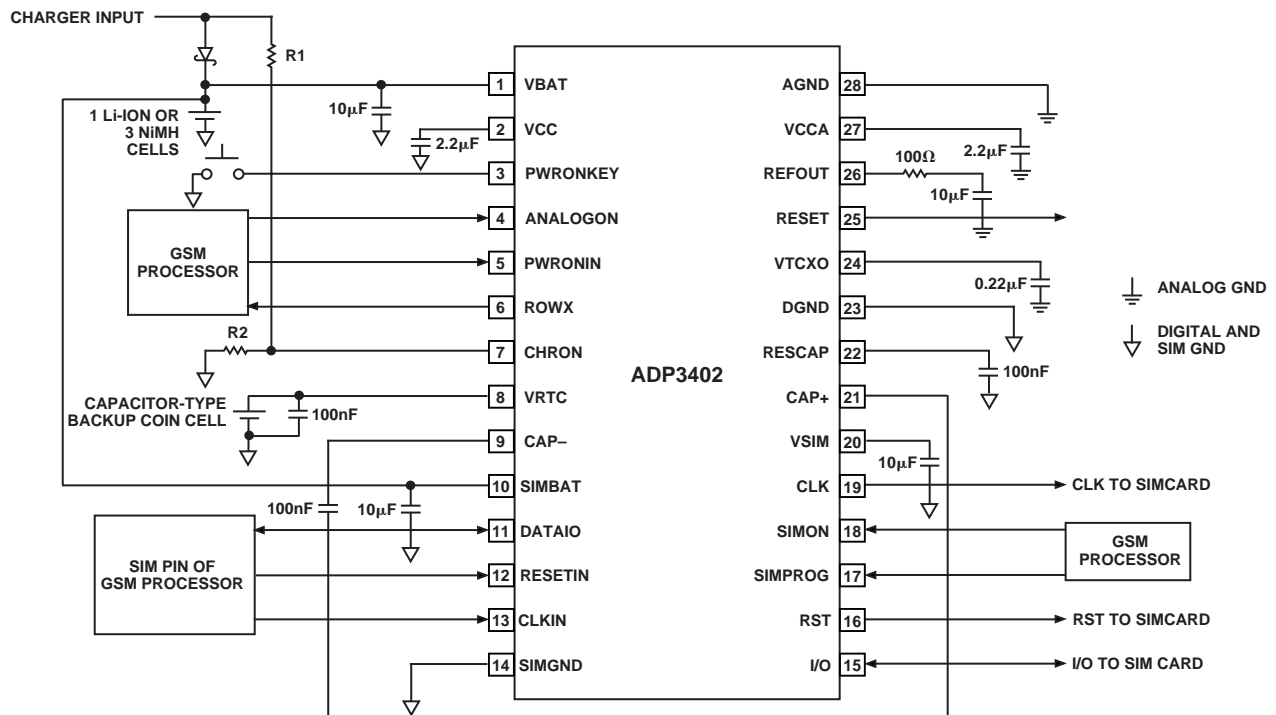 CHARGER INPUT
R1
1 VBAT
10µF
1 Li-ION OR
3 NiMH
CELLS
2 VCC
2.2µF
3 PWRONKEY
4 ANALOGON
GSM
PROCESSOR
5 PWRONIN
6 ROWX
R2
7 CHRON
8 VRTC
CAPACITOR-TYPE
BACKUP COIN CELL
100nF
9 CAP–
10 SIMBAT
100nF
10µF
11 DATAIO
SIM PIN OF
GSM PROCESSOR
12 RESETIN
13 CLKIN
14 SIMGND
ADP3402
AGND 28
VCCA 27
2.2µF
100Ω
REFOUT 26
10µF
RESET 25
VTCXO 24
0.22µF
DGND 23
RESCAP 22
100nF
CAP+ 21
VSIM 20
10µF
CLK 19
CLK TO SIMCARD
SIMON 18
GSM
PROCESSOR
SIMPROG 17
RST 16
RST TO SIMCARD
I/O 15
I/O TO SIM CARD
ANALOG GND
DIGITAL AND
SIM GND